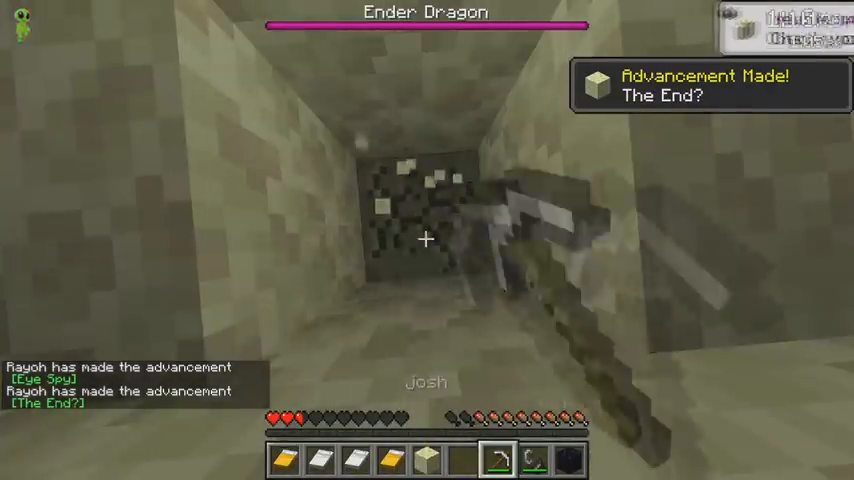 Ender Dragon
Advancement Made!
The End?
Rayoh has made the advancement
[Eye Spy]
Rayoh has made the advancement
[The End?]
josh